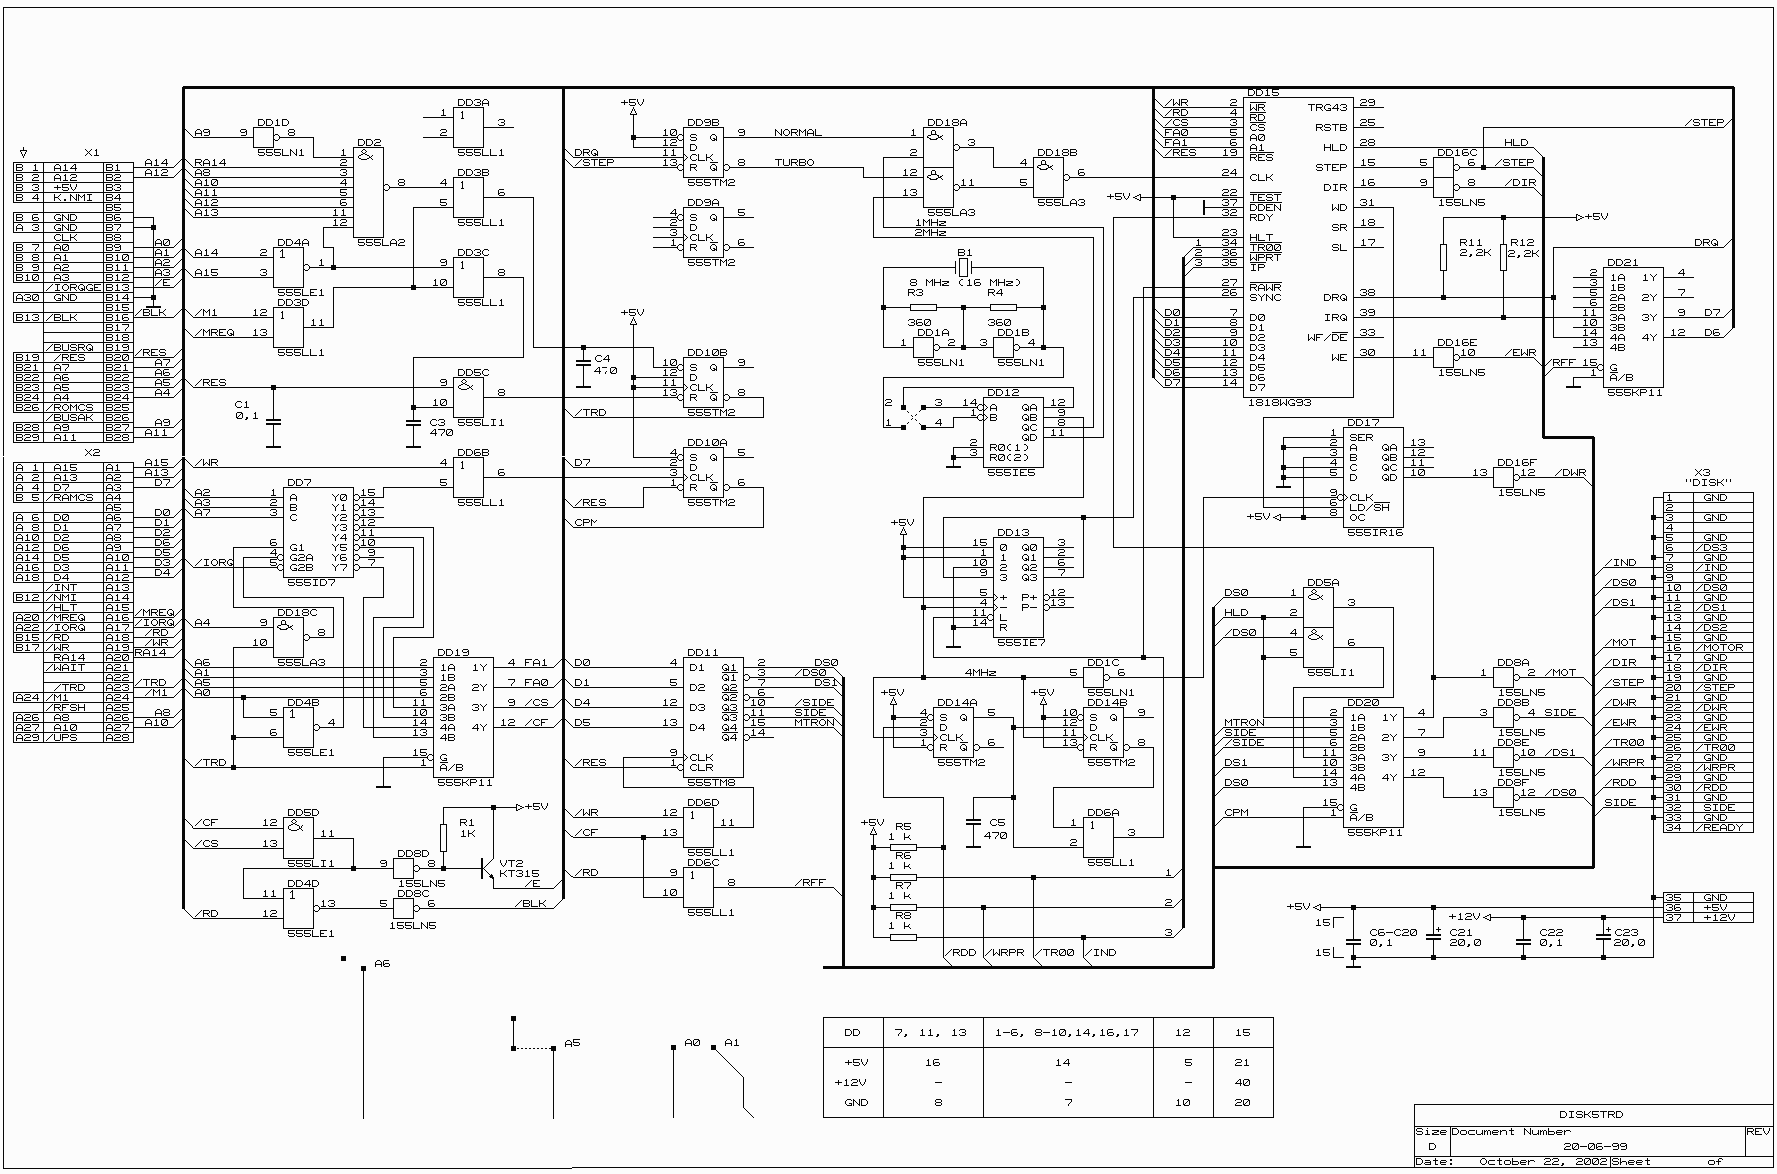 X1
B 1 A14 B1
B 2 A12 B2
B 3 +5V B3
B 4 K.NMI B4
B5
B 6 GND B6
A 3 GND B7
CLK B8
B 7 A0 B9
B 8 A1 B10
B 9 A2 B11
B10 A3 B12
/IORQGE B13
A30 GND B14
B15
B13 /BLK B16
B17
B18
/BUSRQ B19
B19 /RES B20
B21 A7 B21
B22 A6 B22
B23 A5 B23
B24 A4 B24
B26 /ROMCS B25
/BUSAK B26
B28 A9 B27
B29 A11 B28
X2
A 1 A15 A1
A 2 A13 A2
A 4 D7 A3
B 5 /RAMCS A4
A5
A 6 D0 A6
A 8 D1 A7
A10 D2 A8
A12 D6 A9
A14 D5 A10
A16 D3 A11
A18 D4 A12
/INT A13
B12 /NMI A14
/HLT A15
A20 /MREQ A16
A22 /IORQ A17
B15 /RD A18
B17 /WR A19
RA14 A20
/WAIT A21
A22
/TRD A23
A24 /M1 A24
/RFSH A25
A26 A8 A26
A27 A10 A27
A29 /UPS A28
A14
A12
A0
A1
A2
A3
/E
/BLK
/RES
A7
A6
A5
A4
A9
A11
A15
A13
D7
D0
D1
D2
D6
D5
D3
D4
/MREQ
/IORQ
/RD
/WR
RA14
/TRD
/M1
A8
A10
A9 9 DD1D 8
555LN1
RA14
A8
A10
A11
A12
A13
DD2
1
2
3
4
5
6
11
12
8
555LA2
DD3A
1
2
1
3
555LL1
DD3B
4
5
1
6
555LL1
A14 2 DD4A
A15 3
1
555LE1
DD3C
9
10
1
8
555LL1
/M1 12 DD3D
/MREQ 13
1
11
555LL1
/RES 9 DD5C
10
8
555LI1
C1
0,1
C3
470
C4
470
/WR 4 DD6B
5
1
6
555LL1
DD7
A2 1 A Y0 15
A3 2 B Y1 14
A7 3 C Y2 13
Y3 12
Y4 11
6 G1 Y5 10
4 G2A Y6 9
5 G2B Y7 7
/IORQ
555ID7
A4 9 DD18C
10
8
555LA3
DD19
A6 2 1A 1Y 4 FA1
A1 3 1B
A5 5 2A 2Y 7 FA0
A0 6 2B
11 3A 3Y 9 /CS
10 3B
14 4A 4Y 12 /CF
13 4B
15 G
1 A/B
555KP11
DD4B
5
6
1
4
555LE1
/TRD
/CF 12 DD5D
/CS 13
11
555LI1
R1
1K
+5V
9 DD8D 8
155LN5
VT2
KT315
/E
/RD 12 DD4D
11
1
13
555LE1
5 DD8C 6
155LN5
/BLK
+5V
DD9B
10 S Q 9
12 D
DRQ 11 CLK
/STEP 13 R Q 8
555TM2
NORMAL
TURBO
DD9A
4 S Q 5
2 D
3 CLK
1 R Q 6
555TM2
+5V
DD10B
10 S Q 9
12 D
11 CLK
13 R Q 8
555TM2
/TRD
DD10A
4 S Q 5
D7 2 D
3 CLK
/RES 1 R Q 6
555TM2
CPM
DD11
D0 4 D1 Q1 2 DS0
Q1 3 /DS0
D1 5 D2 Q2 7 DS1
Q2 6
D4 12 D3 Q3 10 /SIDE
Q3 11 SIDE
D5 13 D4 Q4 15 MTRON
Q4 14
9 CLK
/RES 1 CLR
555TM8
/WR 12 DD6D
/CF 13
1
11
555LL1
/RD 9 DD6C
10
1
8 /RFF
555LL1
DD18A
1
2
3
12
13
11
555LA3
DD18B
4
5
6
555LA3
1MHz
2MHz
B1
8 MHz (16 MHz)
R3
360
R4
360
1 DD1A 2
555LN1
3 DD1B 4
555LN1
2 3
1 4
DD12
14 A QA 12
1 B QB 9
QC 8
QD 11
2 R0(1)
3 R0(2)
555IE5
+5V
DD13
15 0 Q0 3
1 1 Q1 2
10 2 Q2 6
9 3 Q3 7
5 + P+ 12
4 - P- 13
11 L
14 R
555IE7
4MHz
5 DD1C 6
555LN1
+5V
DD14A
4 S Q 5
2 D
3 CLK
1 R Q 6
555TM2
+5V
DD14B
10 S Q 9
12 D
11 CLK
13 R Q 8
555TM2
C5
470
DD6A
1
2
1
3
555LL1
+5V
R5
1 k
R6
1 k
R7
1 k
R8
1 k
1
2
3
/RDD /WRPR /TR00 /IND
DD15
/WR 2 WR TRG43 29
/RD 4 RD
/CS 3 CS RSTB 25
FA0 5 A0
FA1 6 A1 HLD 28 HLD
/RES 19 RES
STEP 15
24 CLK
DIR 16
+5V
22 TEST
37 DDEN WD 31
32 RDY
SR 18
23 HLT
1 34 TR00 SL 17
2 36 WPRT
3 35 IP
27 RAWR
26 SYNC DRQ 38
D0 7 D0 IRQ 39
D1 8 D1
D2 9 D2 WF/DE 33
D3 10 D3
D4 11 D4 WE 30
D5 12 D5
D6 13 D6
D7 14 D7
1818WG93
5 DD16C 6 /STEP
9 8 /DIR
155LN5
/STEP
R11
2,2K
R12
2,2K
+5V
DRQ
11 DD16E 10 /EWR
155LN5
DD21
2 1A 1Y 4
3 1B
5 2A 2Y 7
6 2B
11 3A 3Y 9 D7
10 3B
14 4A 4Y 12 D6
13 4B
/RFF 15 G
1 A/B
555KP11
DD17
1 SER
2 A QA 13
3 B QB 12
4 C QC 11
5 D QD 10
9 CLK
6 LD/SH
+5V 8 OC
555IR16
13 DD16F 12 /DWR
155LN5
DS0 1 DD5A
HLD 2
3
/DS0 4
5
6
555LI1
DD20
2 1A 1Y 4
MTRON 3 1B
SIDE 5 2A 2Y 7
/SIDE 6 2B
11 3A 3Y 9
DS1 10 3B
14 4A 4Y 12
DS0 13 4B
15 G
CPM 1 A/B
555KP11
1 DD8A 2 /MOT
155LN5
3 DD8B 4 SIDE
155LN5
11 DD8E 10 /DS1
155LN5
13 DD8F 12 /DS0
155LN5
X3
"DISK"
1 GND
2
3 GND
4
5 GND
6 /DS3
7 GND
/IND 8 /IND
9 GND
/DS0 10 /DS0
11 GND
/DS1 12 /DS1
13 GND
14 /DS2
15 GND
/MOT 16 /MOTOR
17 GND
/DIR 18 /DIR
19 GND
/STEP 20 /STEP
21 GND
/DWR 22 /DWR
23 GND
/EWR 24 /EWR
25 GND
/TR00 26 /TR00
27 GND
/WRPR 28 /WRPR
29 GND
/RDD 30 /RDD
31 GND
SIDE 32 SIDE
33 GND
34 /READY
35 GND
36 +5V
37 +12V
+5V
+12V
15
15
C6-C20
0,1
C21
20,0
C22
0,1
C23
20,0
A6
A5
A0 A1
DD 7, 11, 13 1-6, 8-10,14,16,17 12 15
+5V 16 14 5 21
+12V - - - 40
GND 8 7 10 20
DISK5TRD
Size Document Number REV
D 20-06-99
Date: October 22, 2002 Sheet of